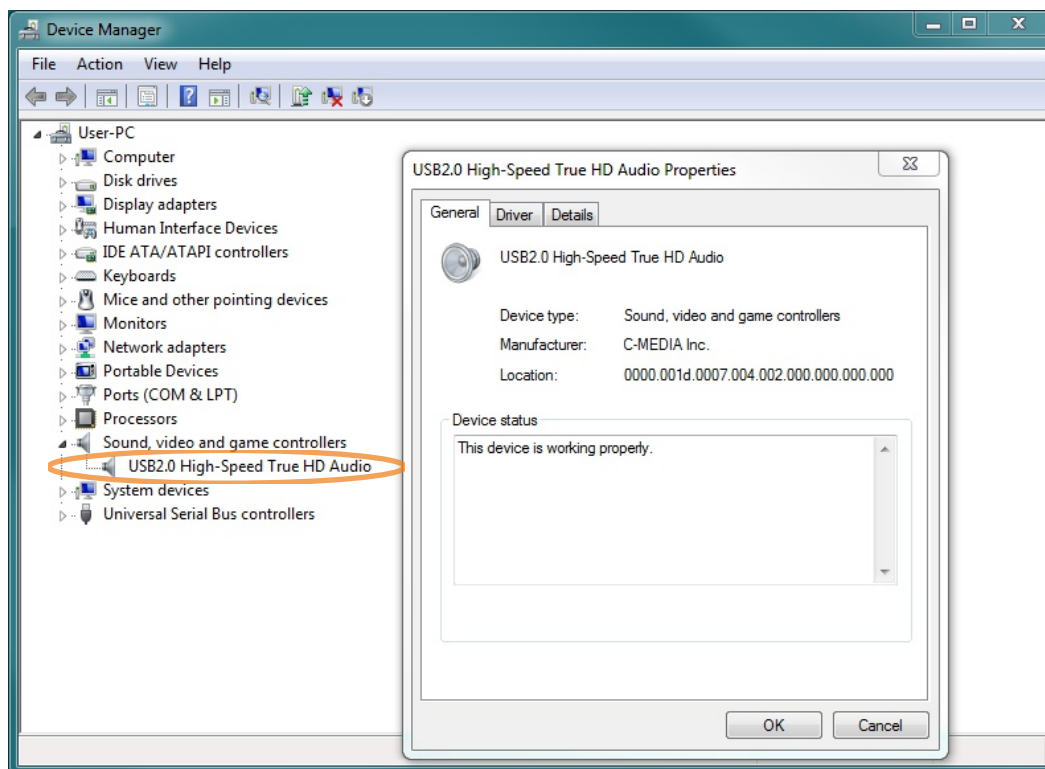 Device Manager
File Action View Help
User-PC
Computer
Disk drives
Display adapters
Human Interface Devices
IDE ATA/ATAPI controllers
Keyboards
Mice and other pointing devices
Monitors
Network adapters
Portable Devices
Ports (COM & LPT)
Processors
Sound, video and game controllers
USB2.0 High-Speed True HD Audio
System devices
Universal Serial Bus controllers
USB2.0 High-Speed True HD Audio Properties
General Driver Details
USB2.0 High-Speed True HD Audio
Device type: Sound, video and game controllers
Manufacturer: C-MEDIA Inc.
Location: 0000.001d.0007.004.002.000.000.000.000
Device status
This device is working properly.
OK Cancel